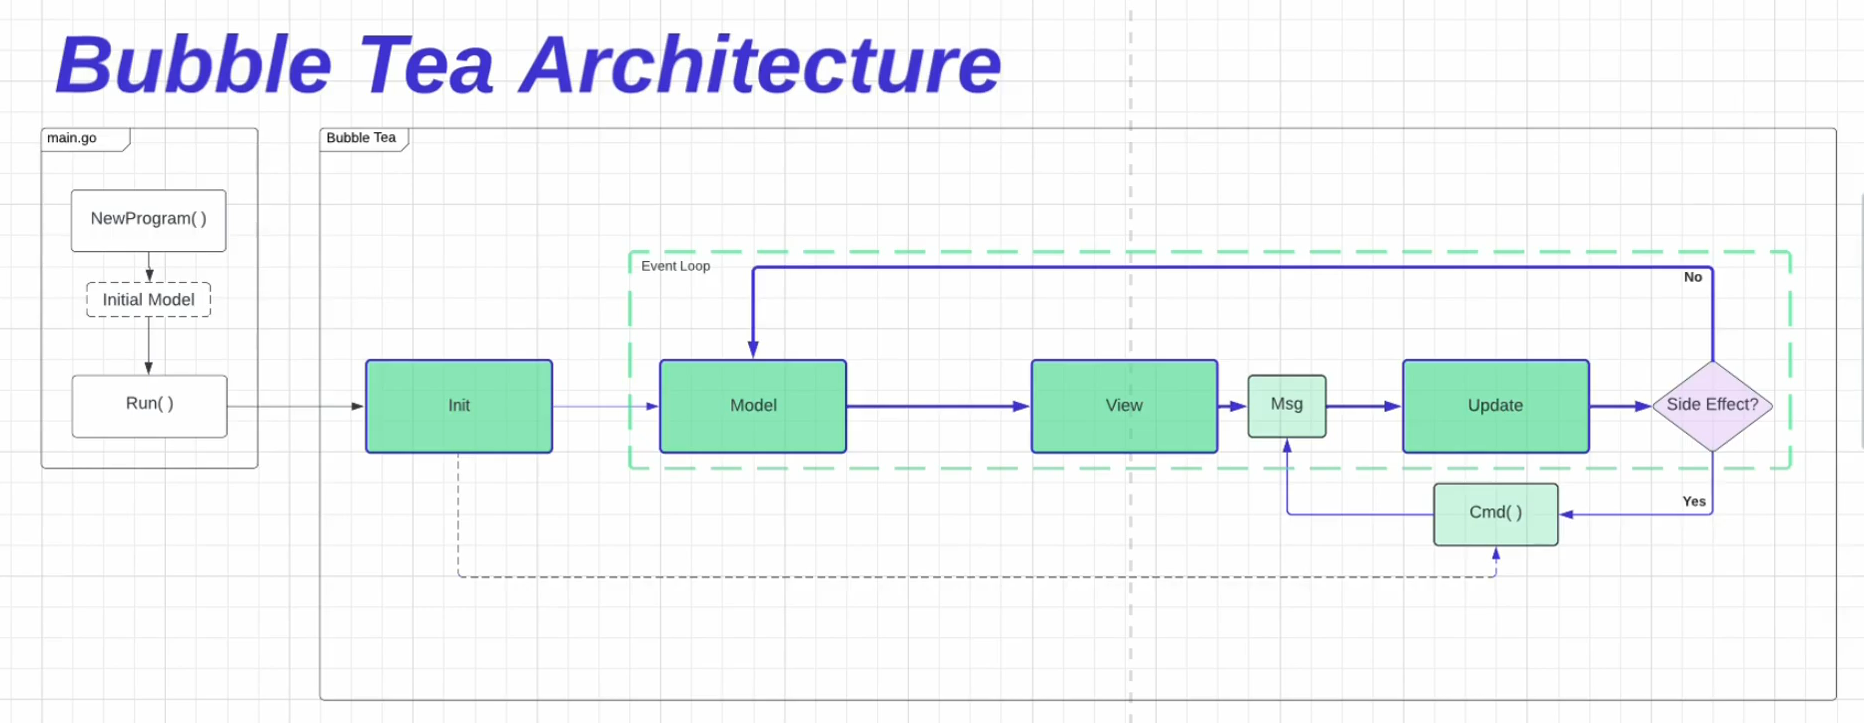 Bubble Tea Architecture
main.go
NewProgram( )
Initial Model
Run( )
Bubble Tea
Event Loop
Init
Model
View
Msg
Update
Side Effect?
No
Yes
Cmd( )